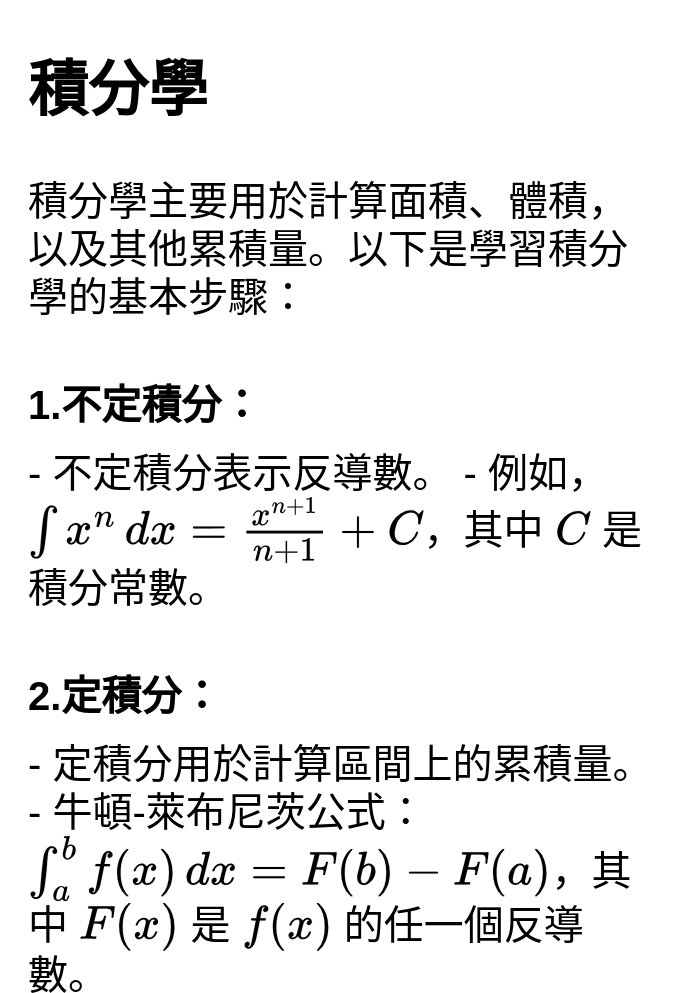 積分學
積分學主要用於計算面積、體積，
以及其他累積量。以下是學習積分
學的基本步驟：
1.不定積分：
- 不定積分表示反導數。 - 例如，
$\int x^n \, dx = \frac{x^{n+1}}{n+1} + C$，其中 $C$ 是
積分常數。
2.定積分：
- 定積分用於計算區間上的累積量。
- 牛頓-萊布尼茨公式：
$\int_a^b f(x) \, dx = F(b) - F(a)$，其
中 $F(x)$ 是 $f(x)$ 的任一個反導
數。